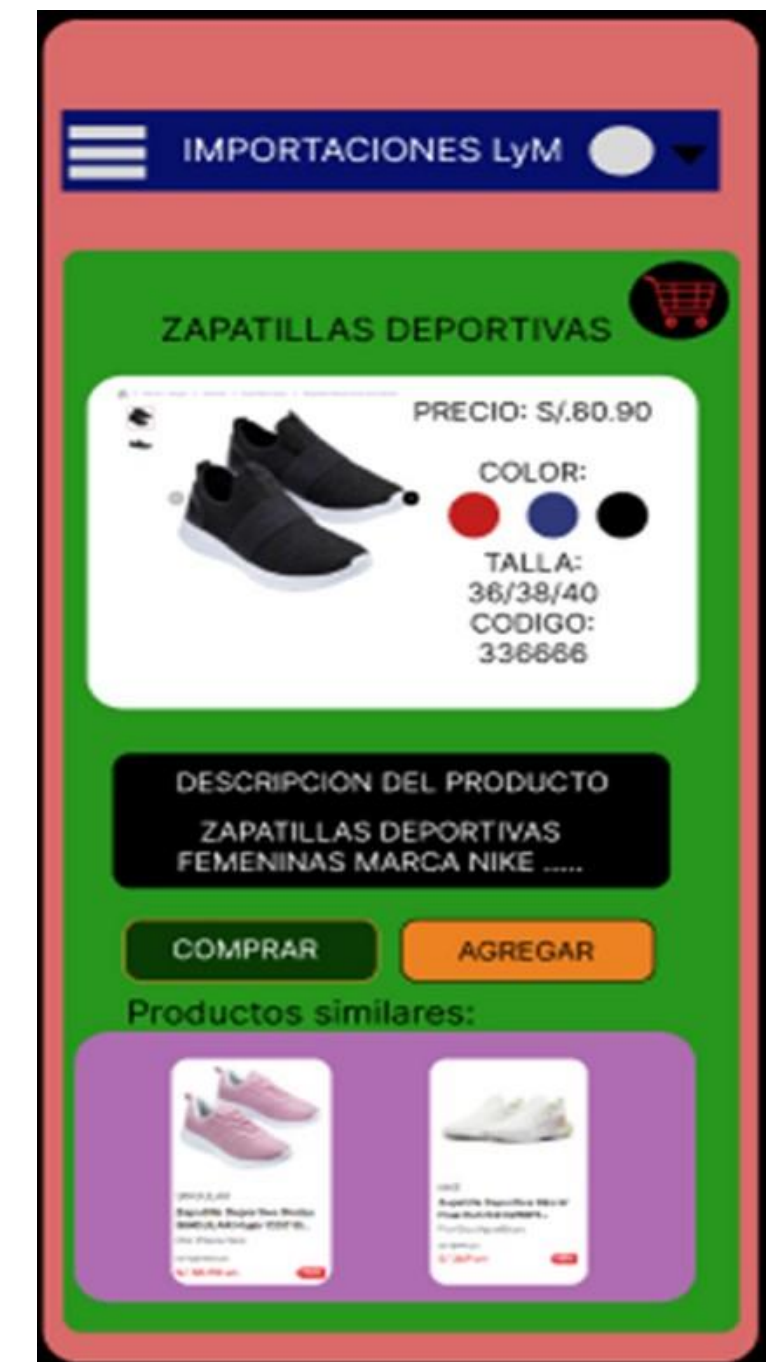 IMPORTACIONES LyM
ZAPATILLAS DEPORTIVAS
PRECIO: S/.80.90
COLOR:
TALLA:
36/38/40
CODIGO:
336666
DESCRIPCION DEL PRODUCTO
ZAPATILLAS DEPORTIVAS
FEMENINAS MARCA NIKE .....
COMPRAR
AGREGAR
Productos similares: